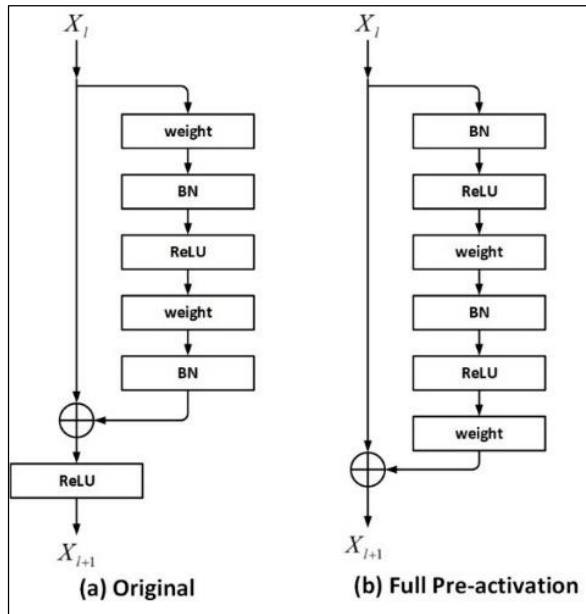 X_l
weight
BN
ReLU
weight
BN
ReLU
X_{l+1}
(a) Original
X_l
BN
ReLU
weight
BN
ReLU
weight
X_{l+1}
(b) Full Pre-activation